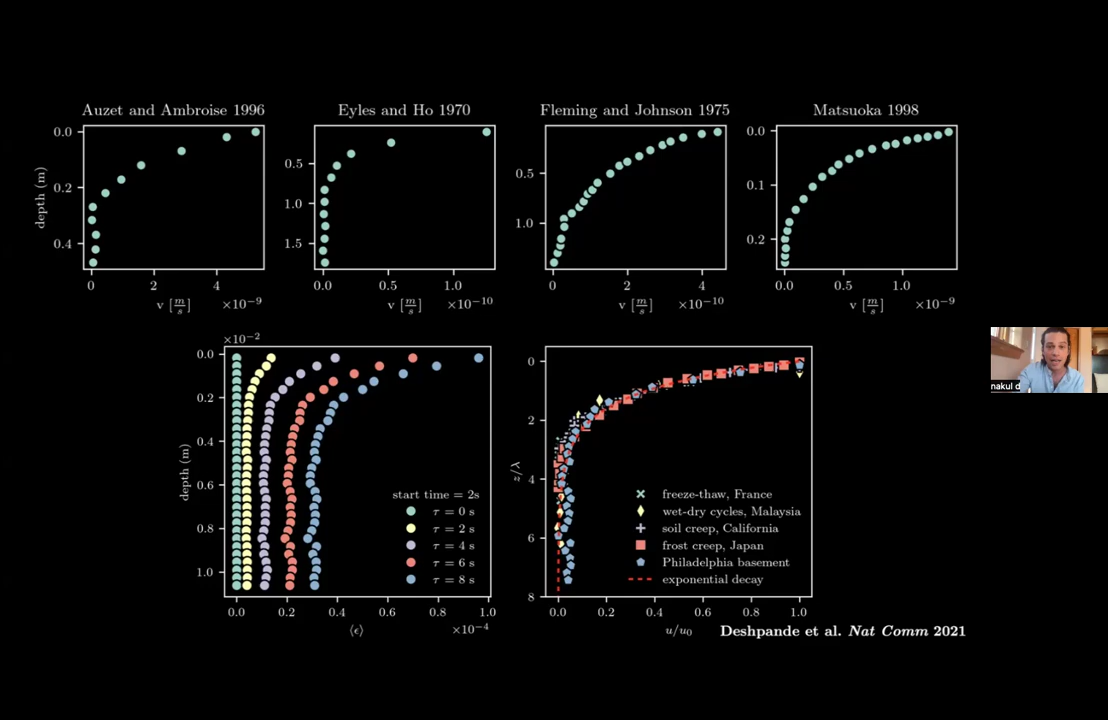 Auzet and Ambroise 1996
0.0
0.2
0.4
depth (m)
0
2
4
v [m/s]
×10⁻⁹
Eyles and Ho 1970
0.5
1.0
1.5
0.0
0.5
1.0
v [m/s]
×10⁻¹⁰
Fleming and Johnson 1975
0.5
1.0
0
2
4
v [m/s]
×10⁻¹⁰
Matsuoka 1998
0.0
0.1
0.2
0.0
0.5
1.0
v [m/s]
×10⁻⁹
×10⁻²
0.0
0.2
0.4
0.6
0.8
1.0
depth (m)
start time = 2s
τ = 0 s
τ = 2 s
τ = 4 s
τ = 6 s
τ = 8 s
0.0
0.2
0.4
0.6
0.8
1.0
⟨ϵ⟩
×10⁻⁴
0
2
4
6
8
z/λ
freeze-thaw, France
wet-dry cycles, Malaysia
soil creep, California
frost creep, Japan
Philadelphia basement
exponential decay
0.0
0.2
0.4
0.6
0.8
1.0
u/u₀
Deshpande et al. Nat Comm 2021
nakul d